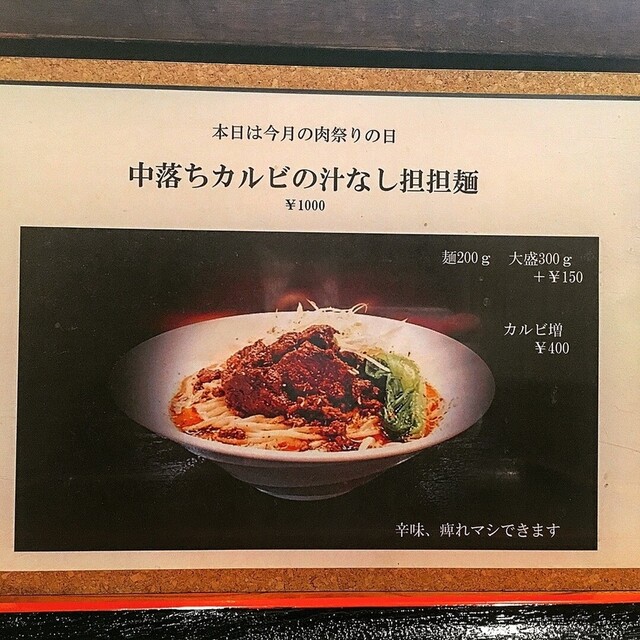 本日は今月の肉祭りの日
中落ちカルビの汁なし担担麺
￥1000
麺200ｇ 大盛300ｇ
＋￥150
カルビ増
￥400
辛味、痺れマシできます